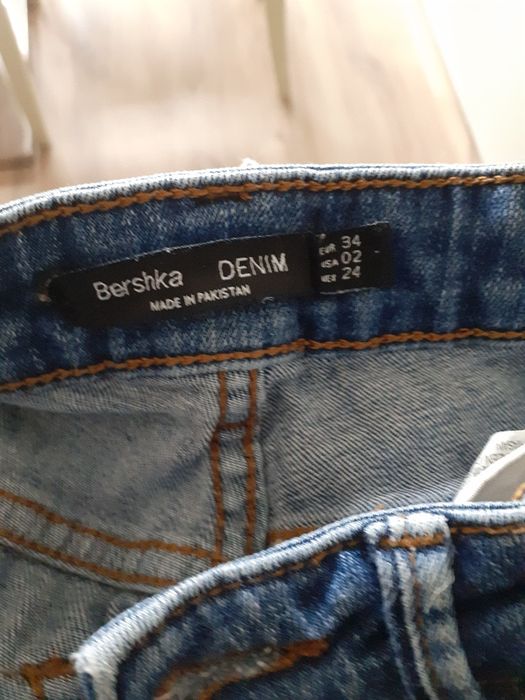 Bershka DENIM
MADE IN PAKISTAN
EUR 34
USA 02
MEX 24